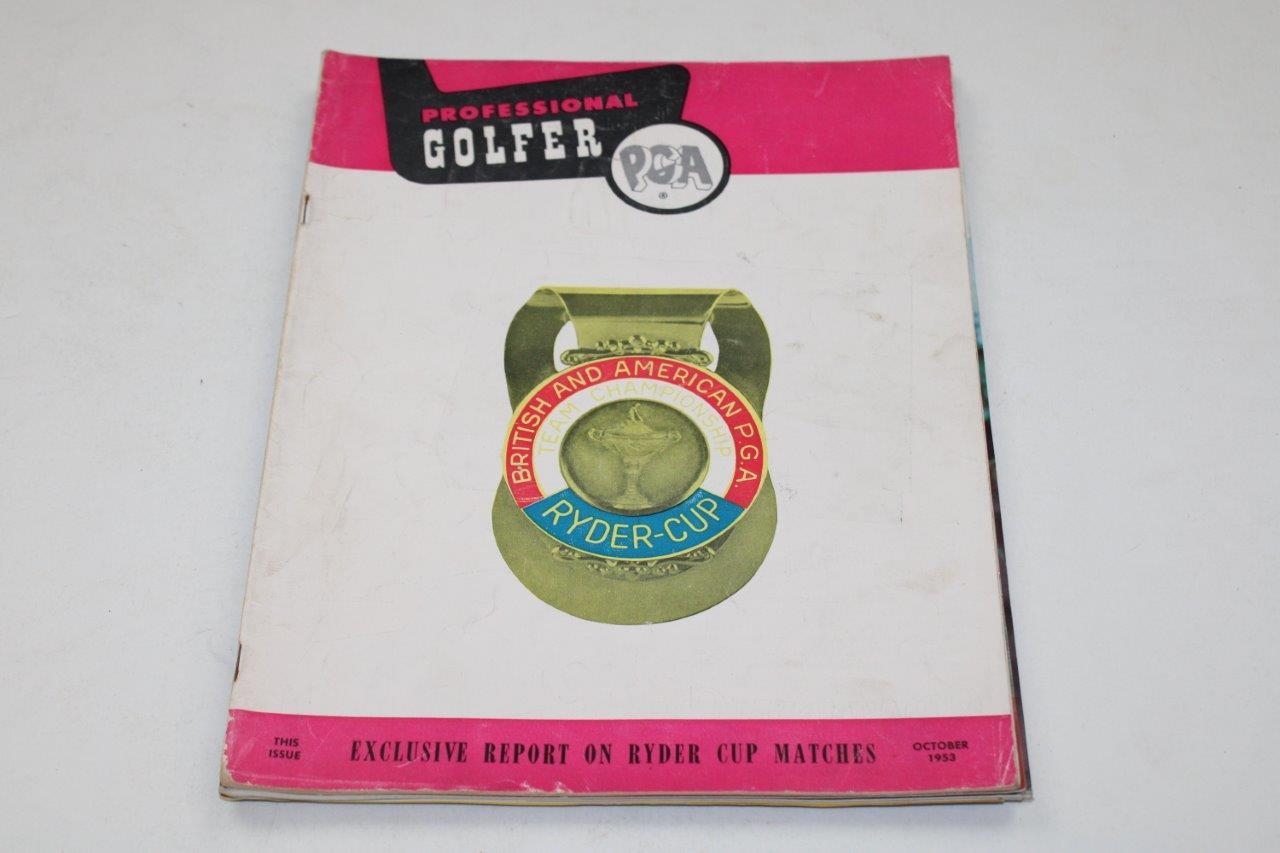 PROFESSIONAL
GOLFER
PGA
®
BRITISH AND AMERICAN P.G.A.
TEAM CHAMPIONSHIP
RYDER-CUP
THIS
ISSUE
EXCLUSIVE REPORT ON RYDER CUP MATCHES
OCTOBER
1953